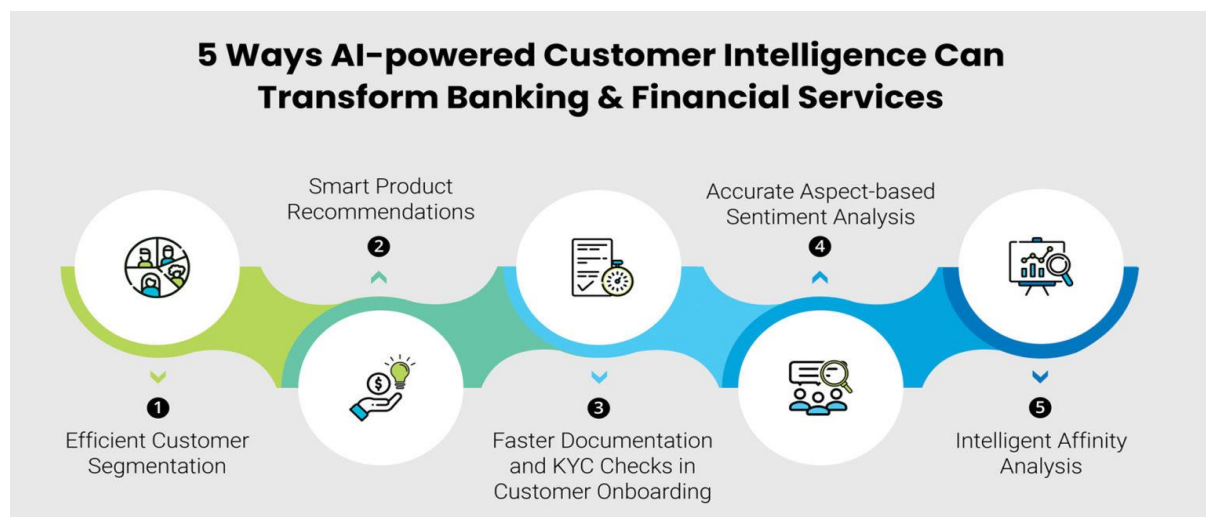 5 Ways AI-powered Customer Intelligence Can
Transform Banking & Financial Services
1
Efficient Customer
Segmentation
Smart Product
Recommendations
2
3
Faster Documentation
and KYC Checks in
Customer Onboarding
Accurate Aspect-based
Sentiment Analysis
4
5
Intelligent Affinity
Analysis
$